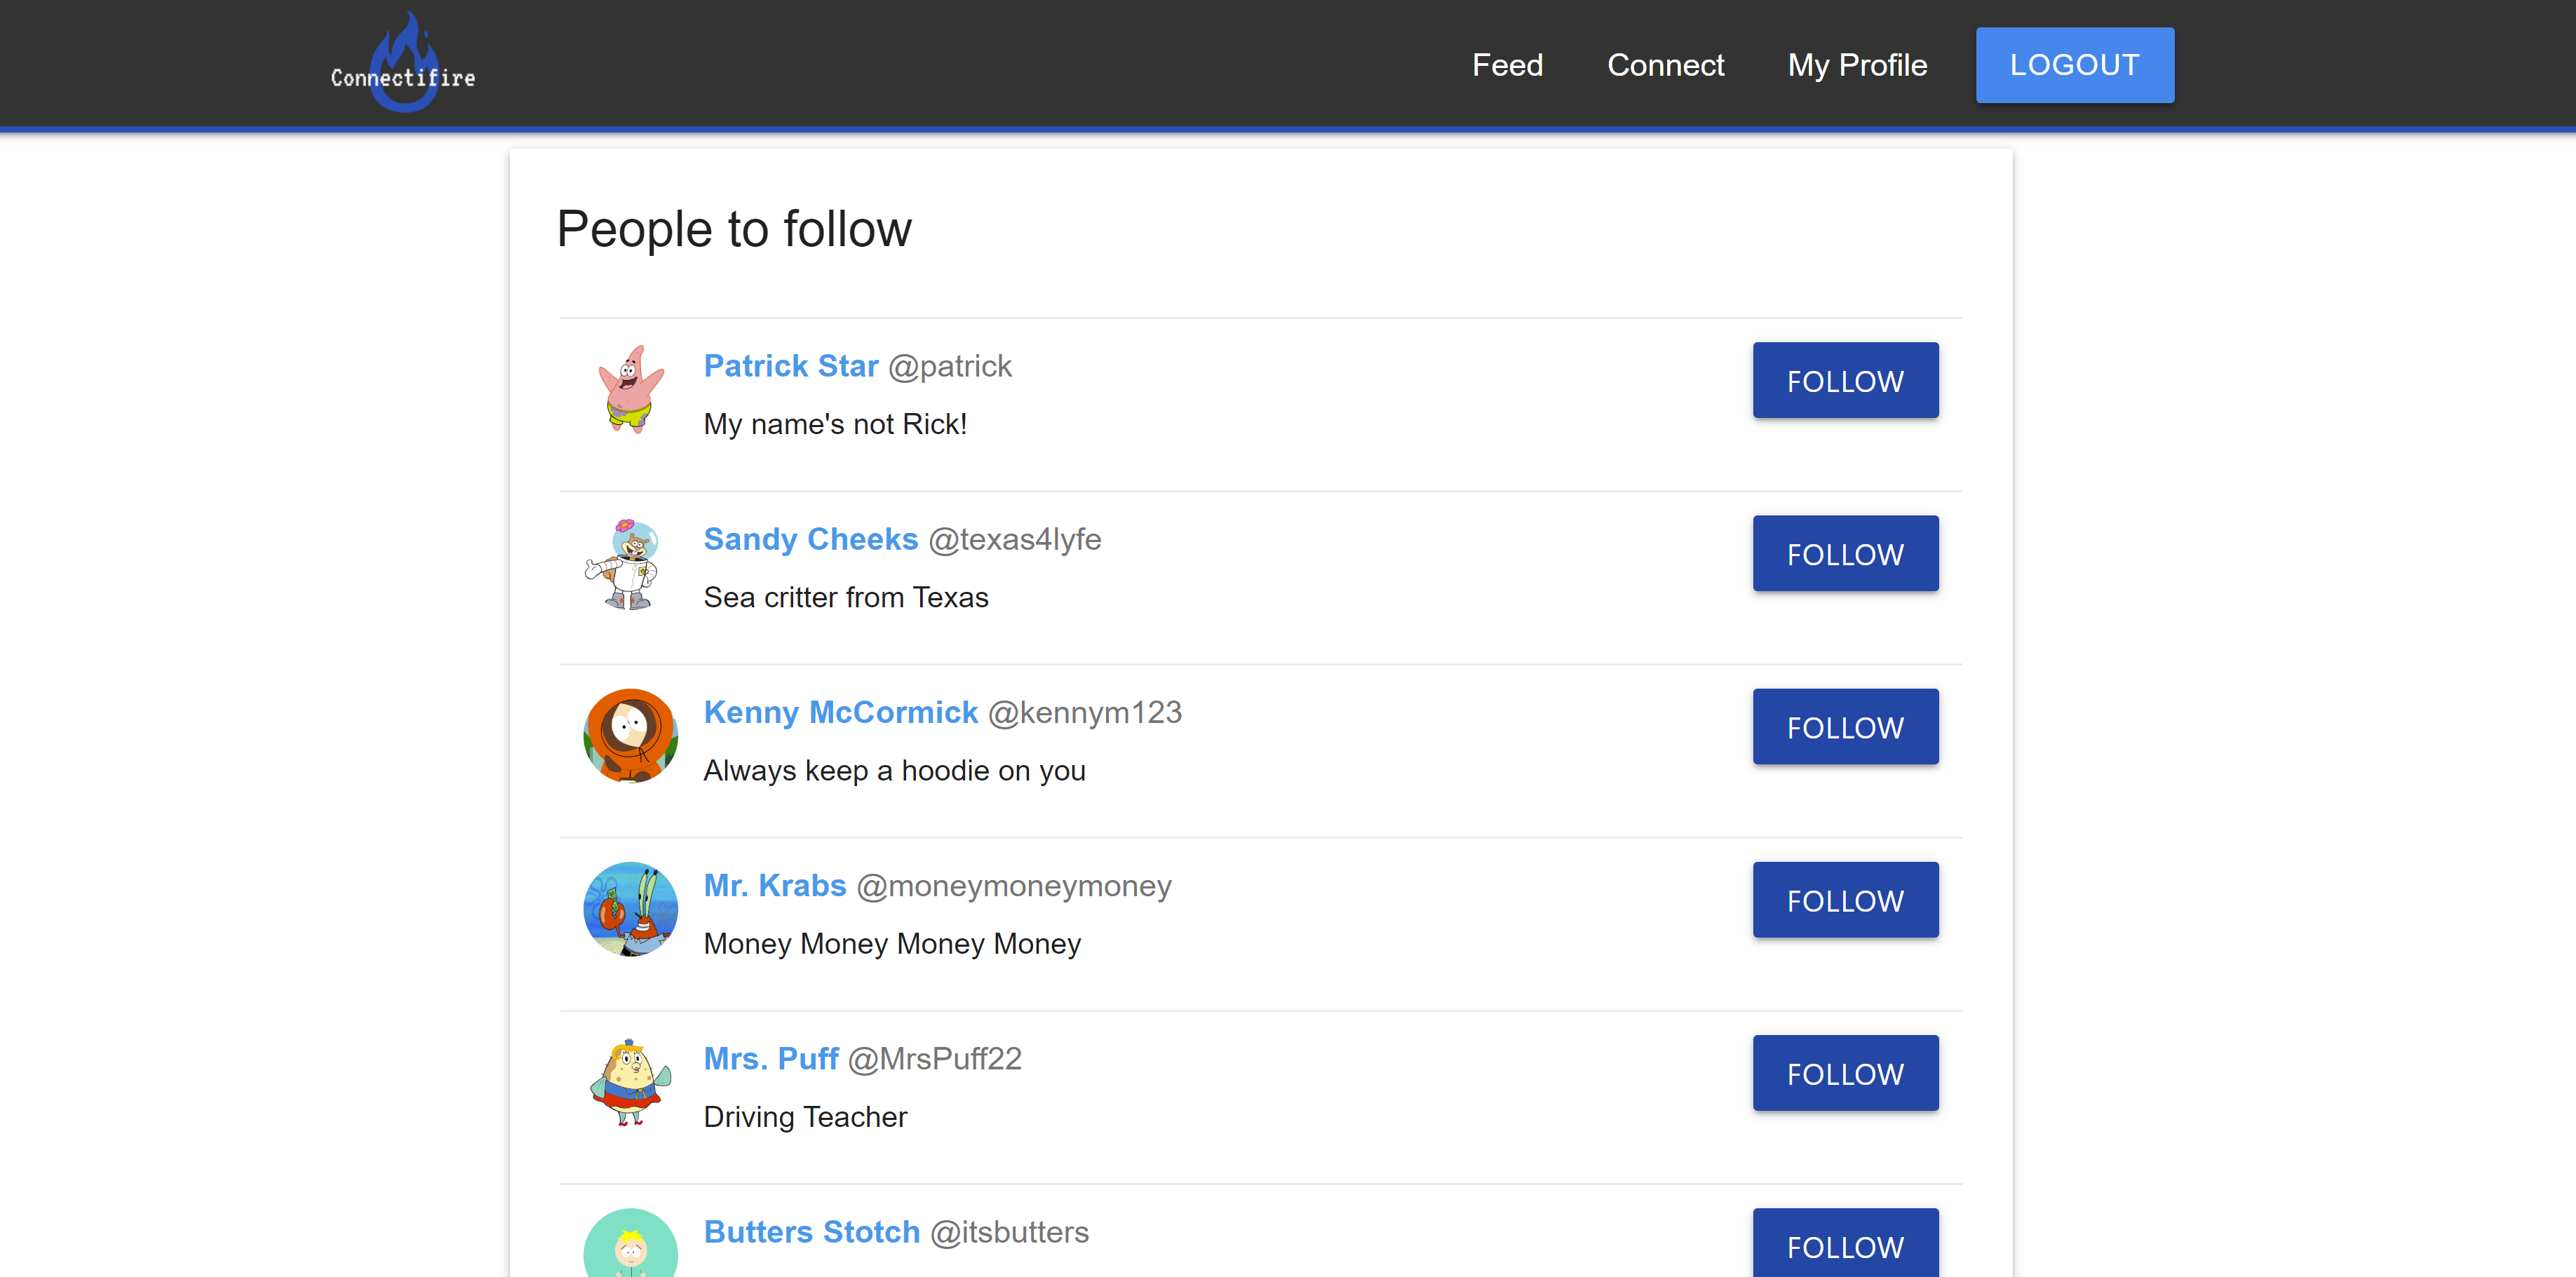 Connectifire
Feed Connect My Profile LOGOUT
People to follow
Patrick Star @patrick
My name's not Rick!
FOLLOW
Sandy Cheeks @texas4lyfe
Sea critter from Texas
FOLLOW
Kenny McCormick @kennym123
Always keep a hoodie on you
FOLLOW
Mr. Krabs @moneymoneymoney
Money Money Money Money
FOLLOW
Mrs. Puff @MrsPuff22
Driving Teacher
FOLLOW
Butters Stotch @itsbutters
FOLLOW